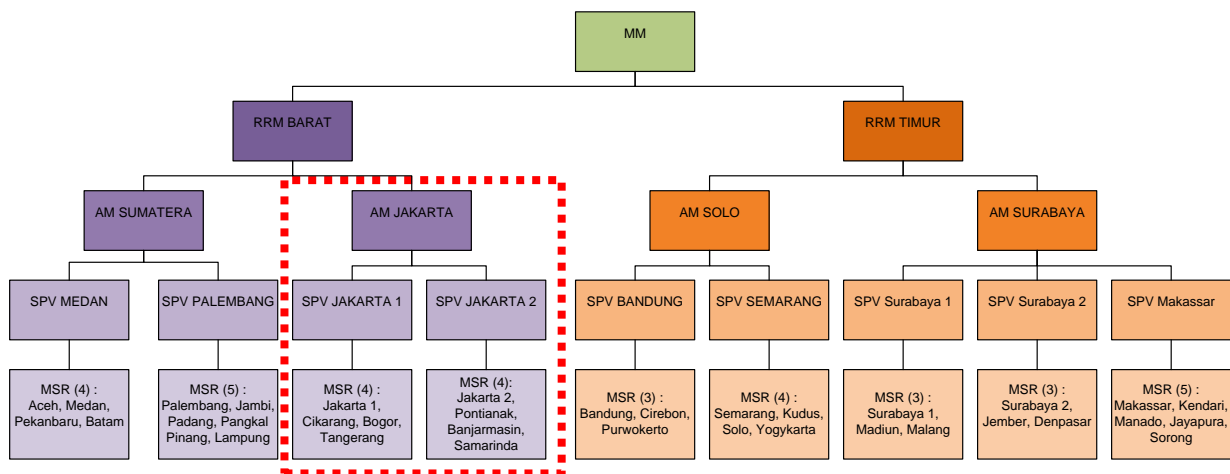 MM
RRM BARAT
RRM TIMUR
AM SUMATERA
AM JAKARTA
AM SOLO
AM SURABAYA
SPV MEDAN
SPV PALEMBANG
SPV JAKARTA 1
SPV JAKARTA 2
SPV BANDUNG
SPV SEMARANG
SPV Surabaya 1
SPV Surabaya 2
SPV Makassar
MSR (4) :
Aceh, Medan,
Pekanbaru, Batam
MSR (5) :
Palembang, Jambi,
Padang, Pangkal
Pinang, Lampung
MSR (4) :
Jakarta 1,
Cikarang, Bogor,
Tangerang
MSR (4):
Jakarta 2,
Pontianak,
Banjarmasin,
Samarinda
MSR (3) :
Bandung, Cirebon,
Purwokerto
MSR (4) :
Semarang, Kudus,
Solo, Yogykarta
MSR (3) :
Surabaya 1,
Madiun, Malang
MSR (3) :
Surabaya 2,
Jember, Denpasar
MSR (5) :
Makassar, Kendari,
Manado, Jayapura,
Sorong